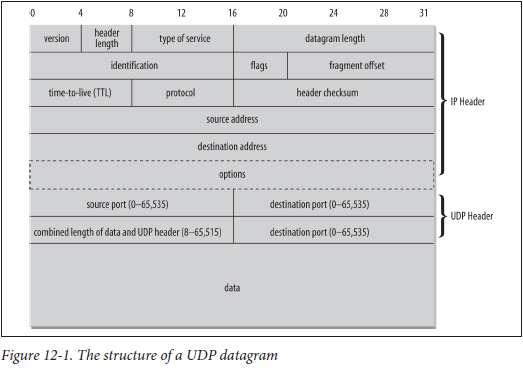 0 4 8 12 16 20 24 28 31
version header length type of service datagram length
identification flags fragment offset
time-to-live (TTL) protocol header checksum
IP Header
source address
destination address
options
source port (0–65,535) destination port (0–65,535)
UDP Header
combined length of data and UDP header (8–65,515) destination port (0–65,535)
data
Figure 12-1. The structure of a UDP datagram